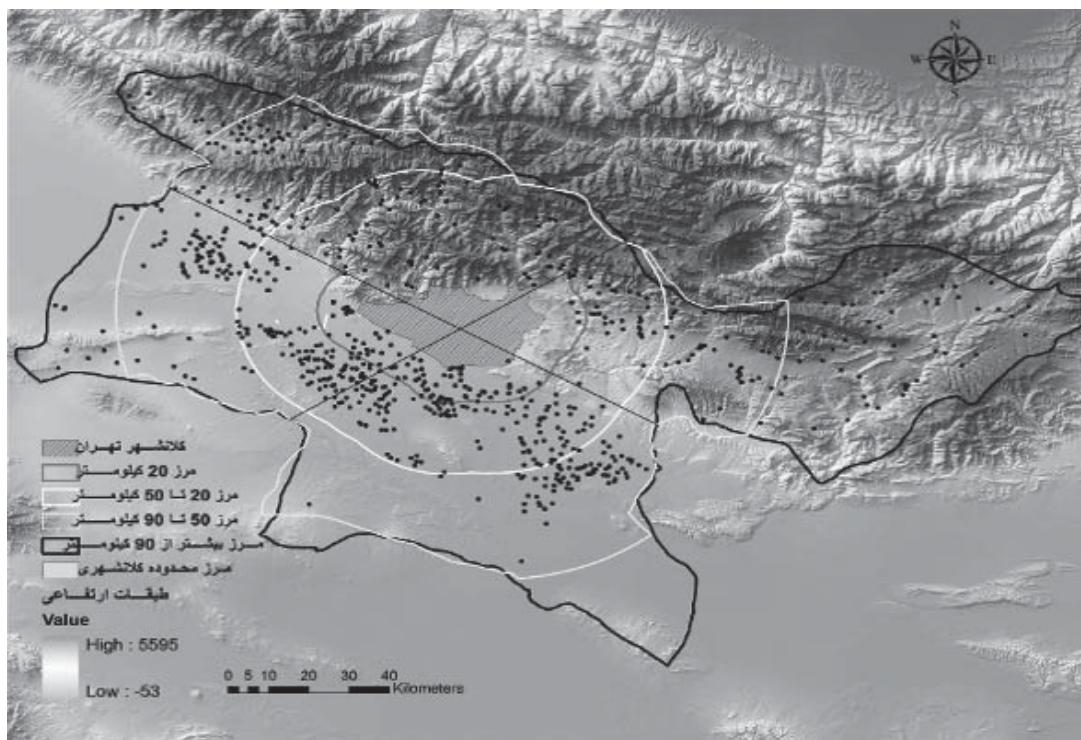 N
W E
S
کلانشهر تهران
مرز 20 کیلومتر
مرز 20 تا 50 کیلومتر
مرز 50 تا 90 کیلومتر
مرز بیشتر از 90 کیلومتر
مرز محدوده کلانشهری
طبقات ارتفاعی
Value
High : 5595
Low : -53
0 5 10 20 30 40
Kilometers